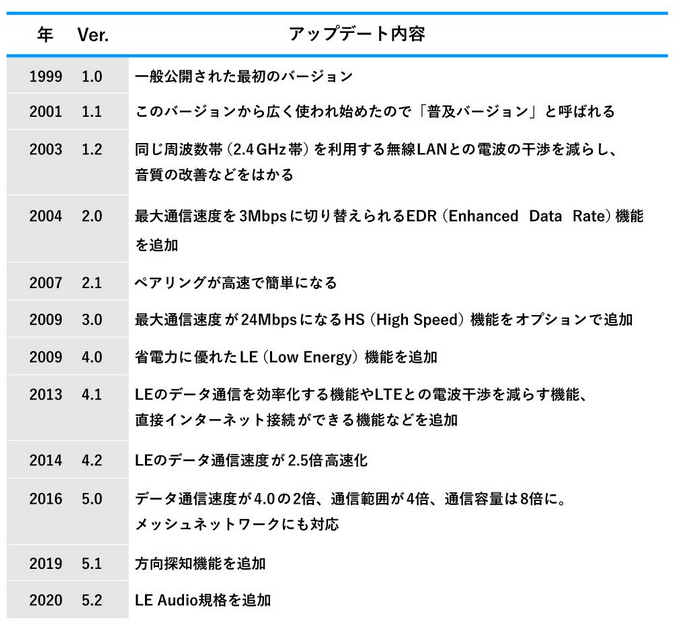 年 Ver. アップデート内容
1999 1.0 一般公開された最初のバージョン
2001 1.1 このバージョンから広く使われ始めたので「普及バージョン」と呼ばれる
2003 1.2 同じ周波数帯（2.4GHz帯）を利用する無線LANとの電波の干渉を減らし、
音質の改善などをはかる
2004 2.0 最大通信速度を3Mbpsに切り替えられるEDR（Enhanced Data Rate）機能
を追加
2007 2.1 ペアリングが高速で簡単になる
2009 3.0 最大通信速度が24MbpsになるHS（High Speed）機能をオプションで追加
2009 4.0 省電力に優れたLE（Low Energy）機能を追加
2013 4.1 LEのデータ通信を効率化する機能やLTEとの電波干渉を減らす機能、
直接インターネット接続ができる機能などを追加
2014 4.2 LEのデータ通信速度が2.5倍高速化
2016 5.0 データ通信速度が4.0の2倍、通信範囲が4倍、通信容量は8倍に。
メッシュネットワークにも対応
2019 5.1 方向探知機能を追加
2020 5.2 LE Audio規格を追加